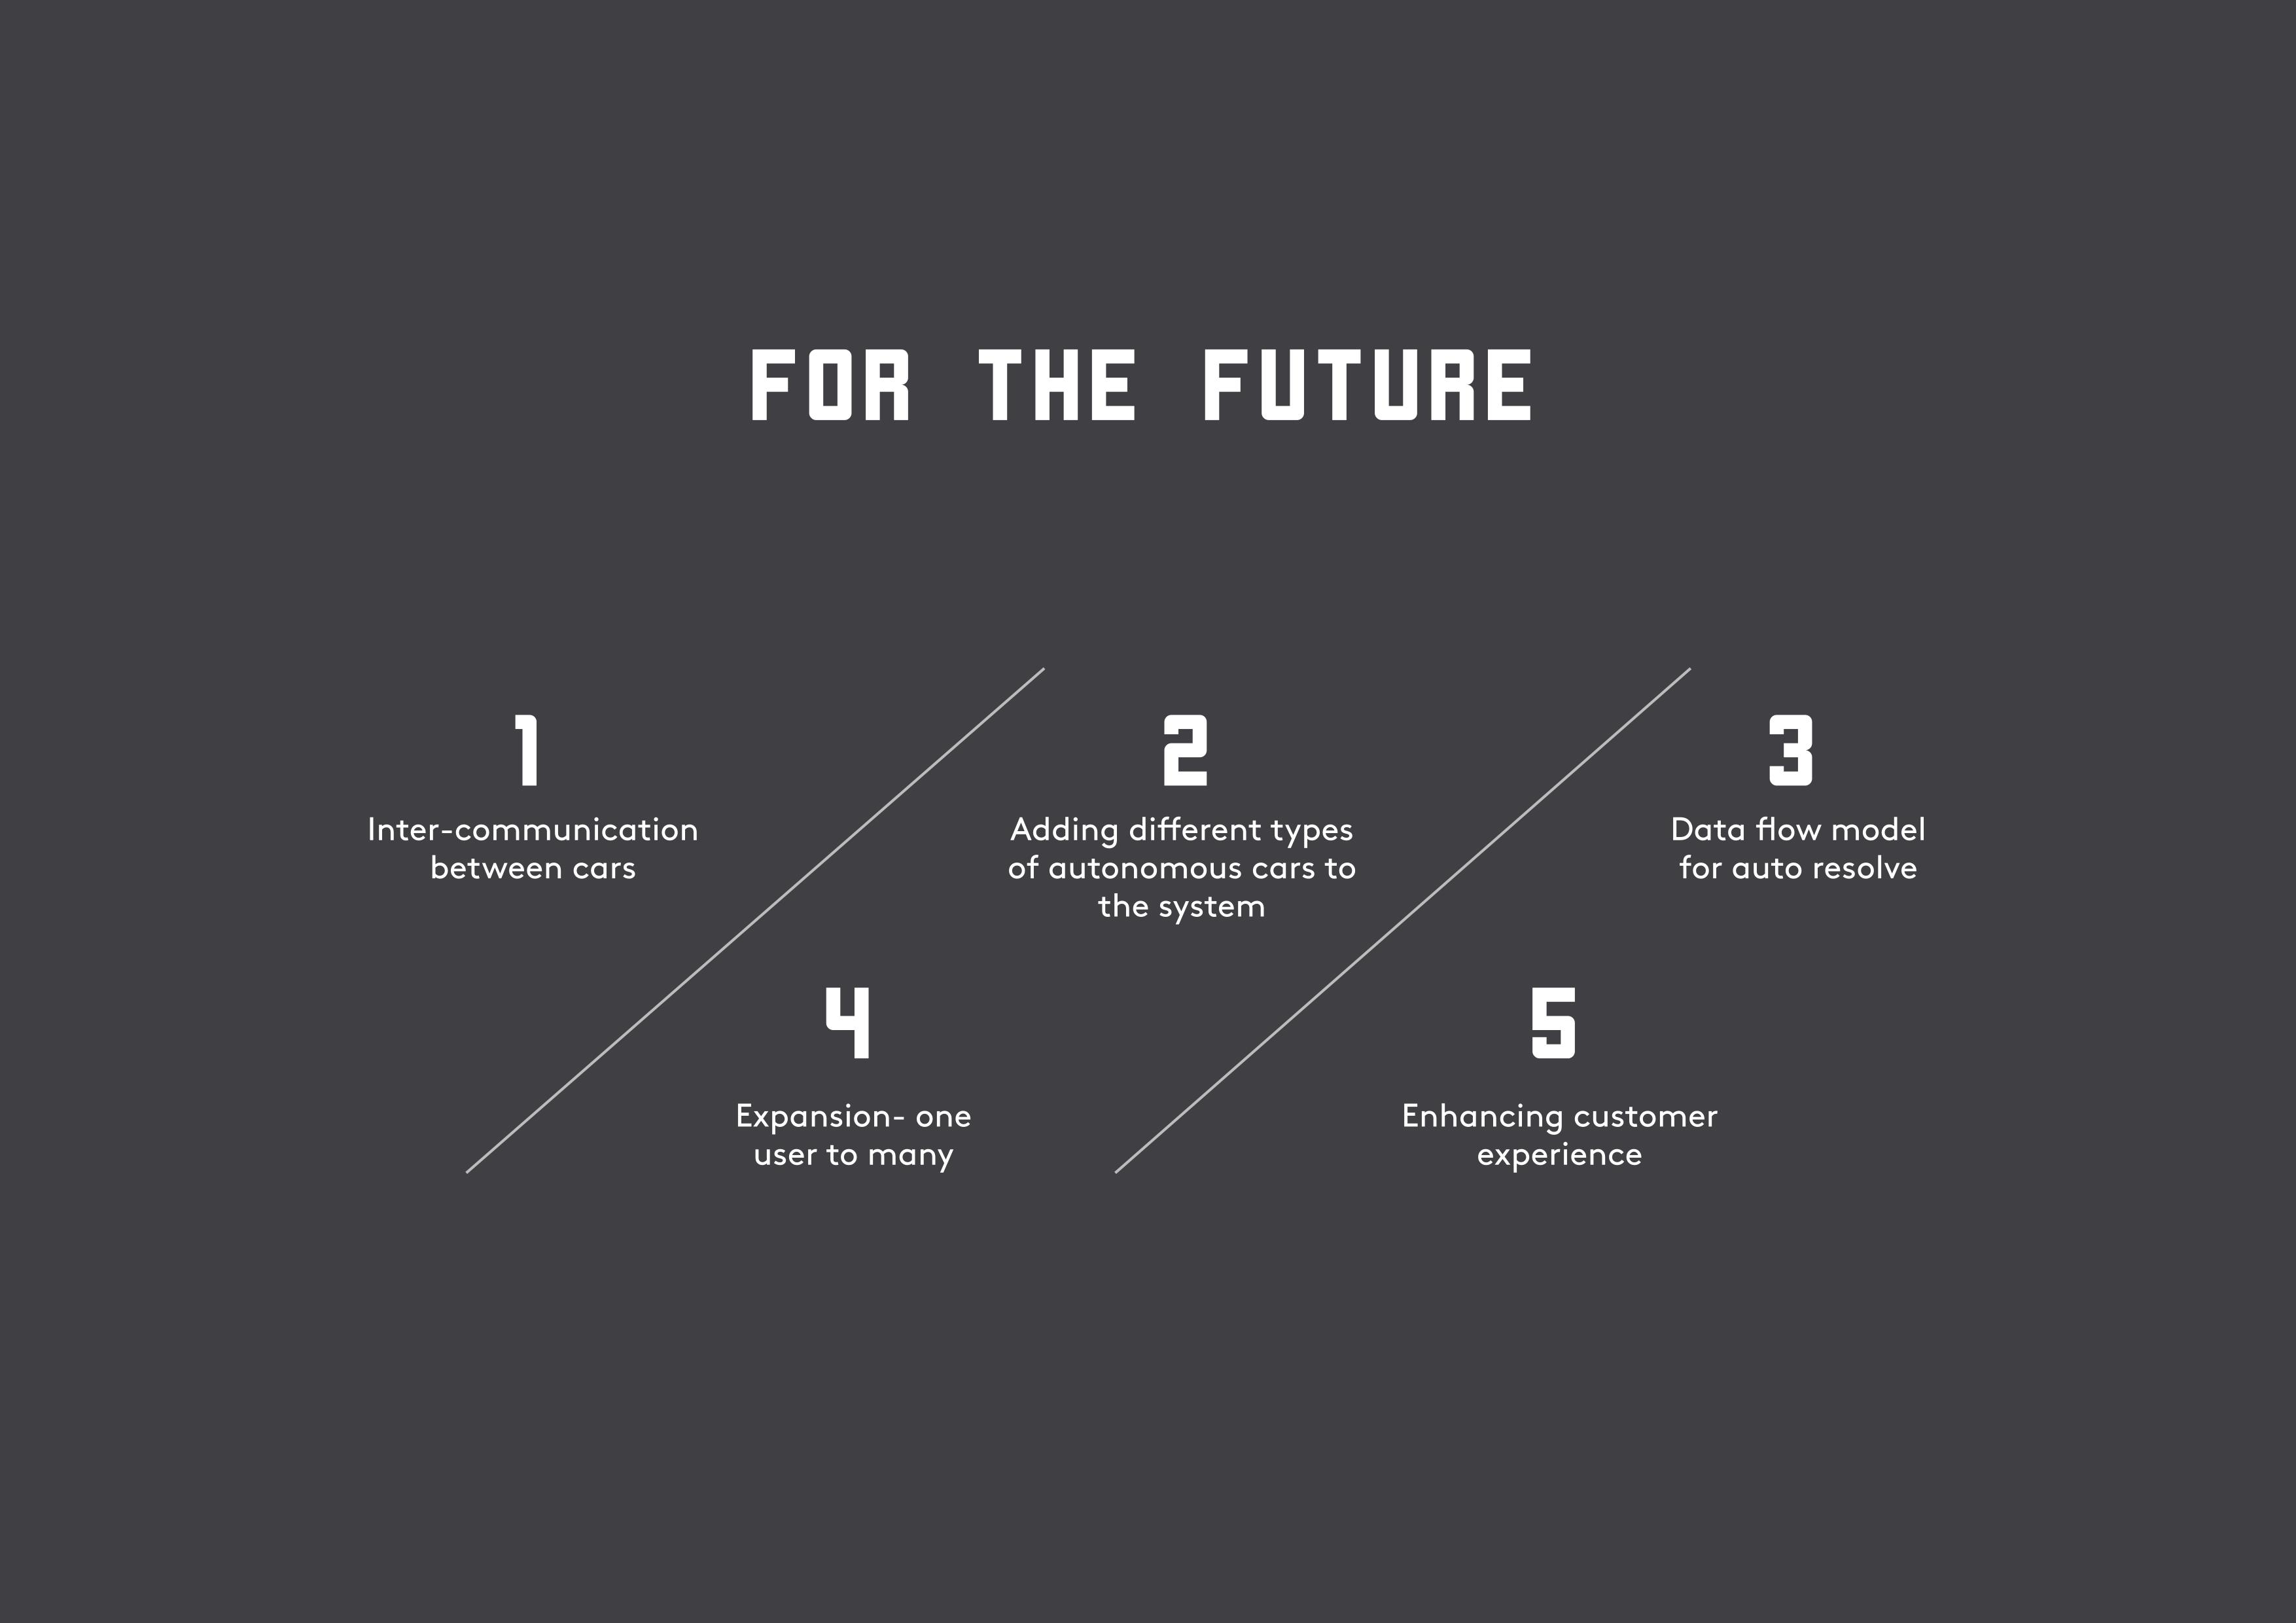 FOR THE FUTURE
1
Inter-communication
between cars
2
Adding different types
of autonomous cars to
the system
3
Data flow model
for auto resolve
4
Expansion- one
user to many
5
Enhancing customer
experience